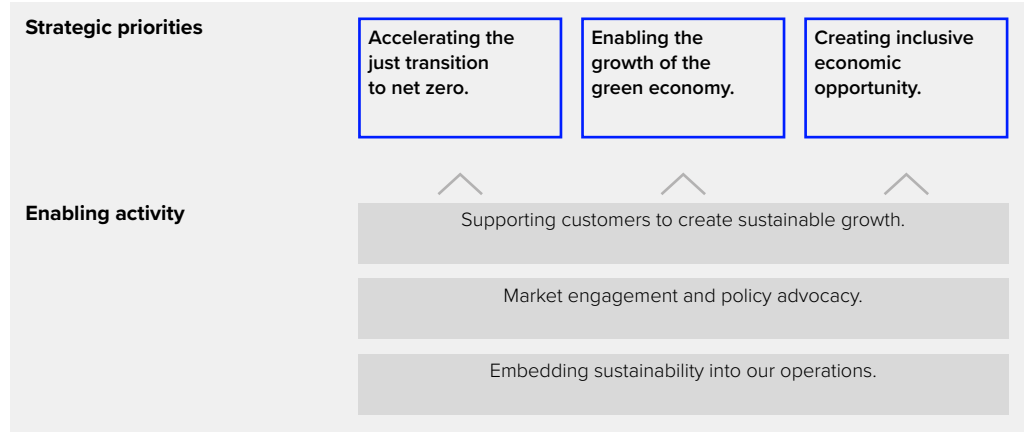 Strategic priorities
Accelerating the
just transition
to net zero.
Enabling the
growth of the
green economy.
Creating inclusive
economic
opportunity.
Enabling activity
Supporting customers to create sustainable growth.
Market engagement and policy advocacy.
Embedding sustainability into our operations.